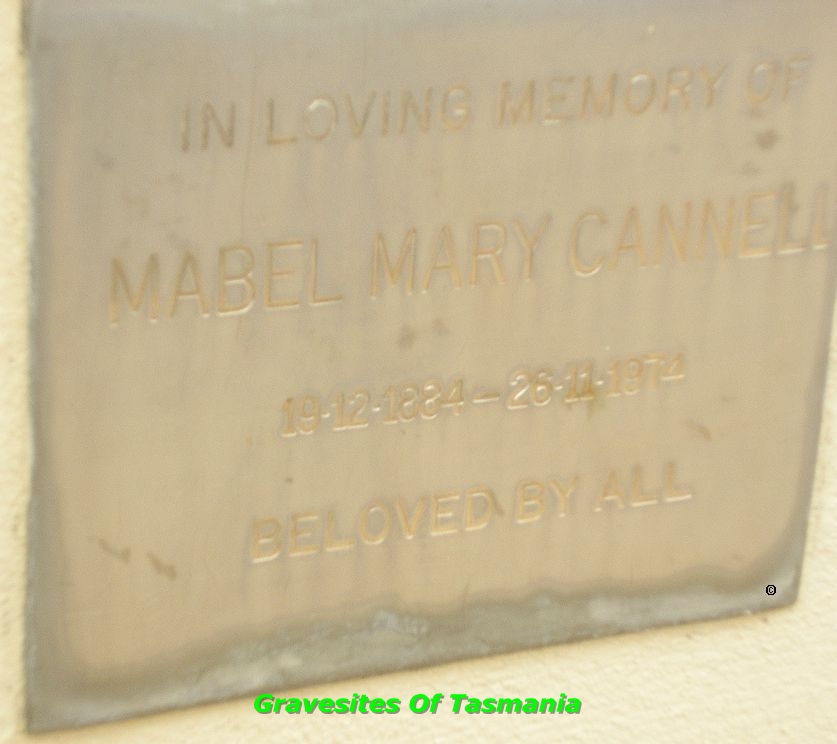 IN LOVING MEMORY OF
MABEL MARY CANNELL
19-12-1884 - 26-11-1974
BELOVED BY ALL
©
Gravesites Of Tasmania